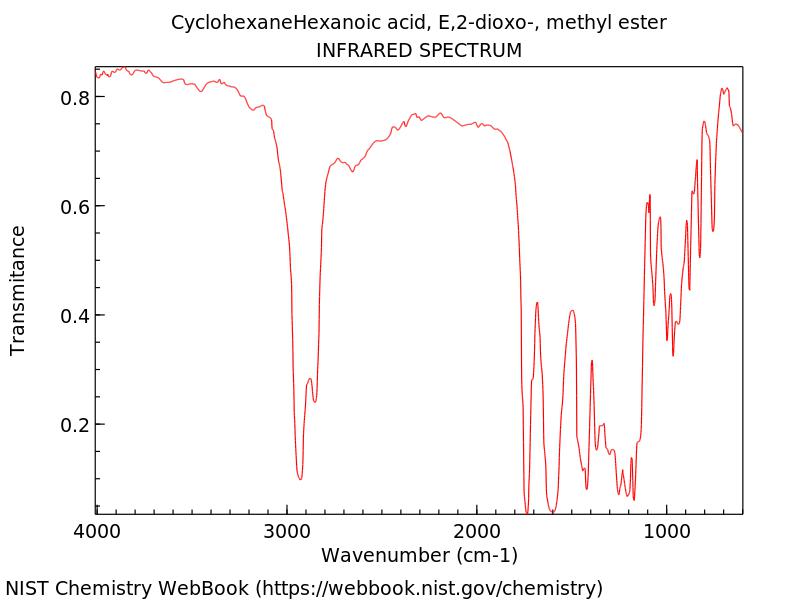 CyclohexaneHexanoic acid, E,2-dioxo-, methyl ester
INFRARED SPECTRUM
0.8
0.6
0.4
0.2
Transmitance
4000 3000 2000 1000
Wavenumber (cm-1)
NIST Chemistry WebBook (https://webbook.nist.gov/chemistry)